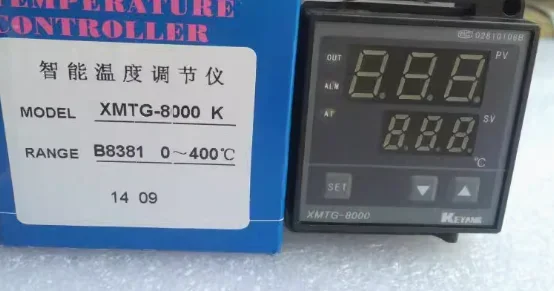 TEMPERATURE
CONTROLLER
智能温度调节仪
MODEL XMTG-8000 K
RANGE B8381 0～400℃
14 09
02610106B
OUT
PV
ALM
AT
SV
℃
SET
XMTG-8000
KEYANG